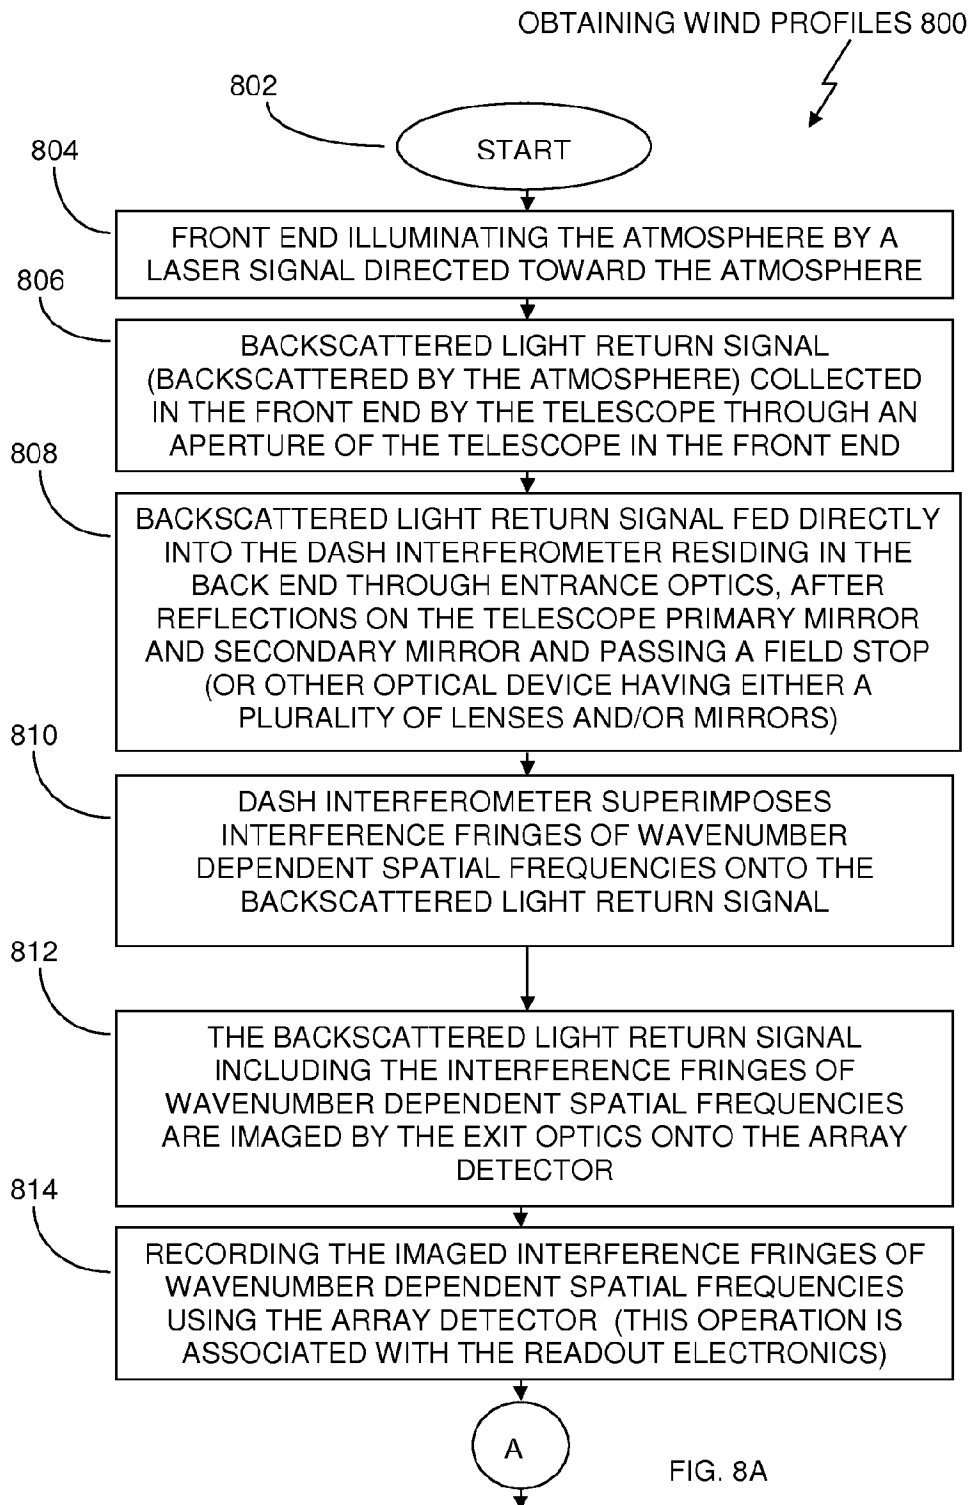 OBTAINING WIND PROFILES 800
802
START
804
FRONT END ILLUMINATING THE ATMOSPHERE BY A
LASER SIGNAL DIRECTED TOWARD THE ATMOSPHERE
806
BACKSCATTERED LIGHT RETURN SIGNAL
(BACKSCATTERED BY THE ATMOSPHERE) COLLECTED
IN THE FRONT END BY THE TELESCOPE THROUGH AN
APERTURE OF THE TELESCOPE IN THE FRONT END
808
BACKSCATTERED LIGHT RETURN SIGNAL FED DIRECTLY
INTO THE DASH INTERFEROMETER RESIDING IN THE
BACK END THROUGH ENTRANCE OPTICS, AFTER
REFLECTIONS ON THE TELESCOPE PRIMARY MIRROR
AND SECONDARY MIRROR AND PASSING A FIELD STOP
(OR OTHER OPTICAL DEVICE HAVING EITHER A
PLURALITY OF LENSES AND/OR MIRRORS)
810
DASH INTERFEROMETER SUPERIMPOSES
INTERFERENCE FRINGES OF WAVENUMBER
DEPENDENT SPATIAL FREQUENCIES ONTO THE
BACKSCATTERED LIGHT RETURN SIGNAL
812
THE BACKSCATTERED LIGHT RETURN SIGNAL
INCLUDING THE INTERFERENCE FRINGES OF
WAVENUMBER DEPENDENT SPATIAL FREQUENCIES
ARE IMAGED BY THE EXIT OPTICS ONTO THE ARRAY
DETECTOR
814
RECORDING THE IMAGED INTERFERENCE FRINGES OF
WAVENUMBER DEPENDENT SPATIAL FREQUENCIES
USING THE ARRAY DETECTOR (THIS OPERATION IS
ASSOCIATED WITH THE READOUT ELECTRONICS)
A
FIG. 8A